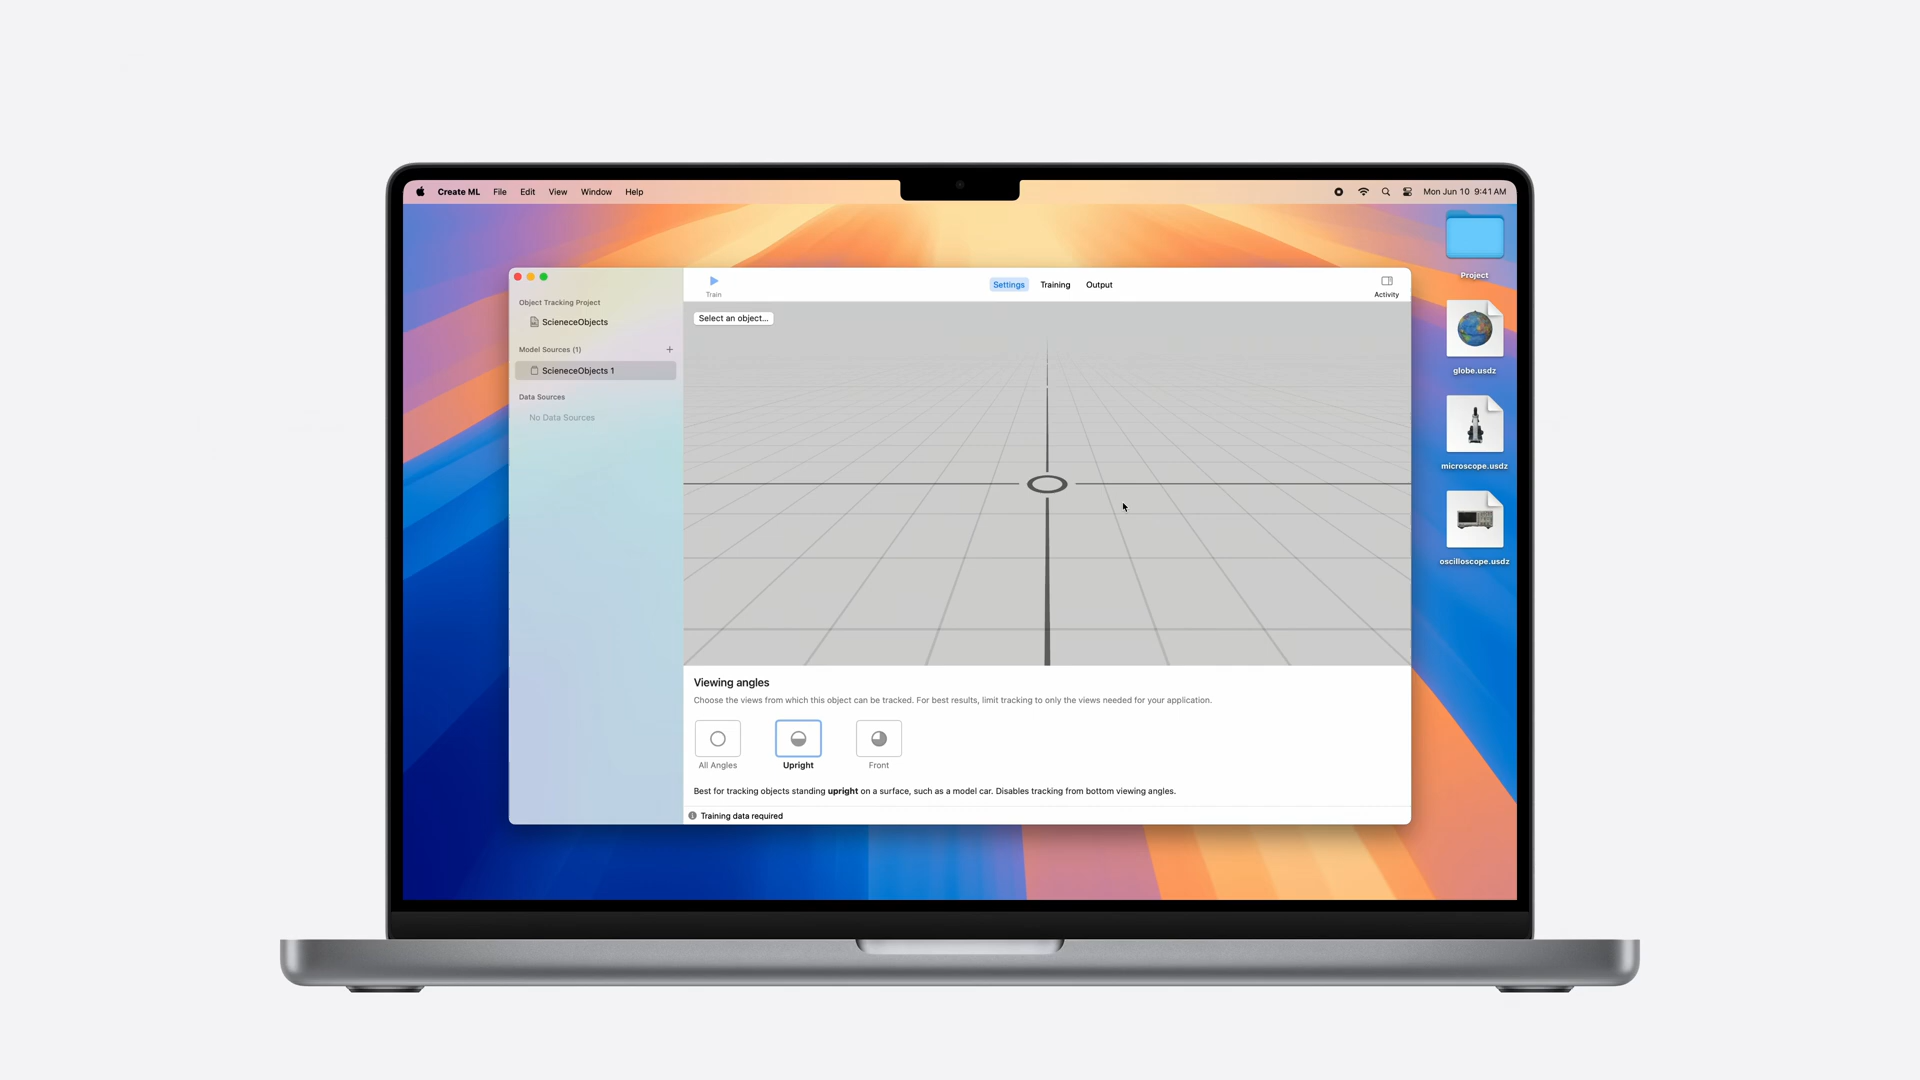 Create ML File Edit View Window Help
Mon Jun 10 9:41 AM
Project
globe.usdz
microscope.usdz
oscilloscope.usdz
Object Tracking Project
ScieneceObjects
Model Sources (1) +
ScieneceObjects 1
Data Sources
No Data Sources
Train
Settings Training Output
Activity
Select an object...
Viewing angles
Choose the views from which this object can be tracked. For best results, limit tracking to only the views needed for your application.
All Angles Upright Front
Best for tracking objects standing upright on a surface, such as a model car. Disables tracking from bottom viewing angles.
Training data required